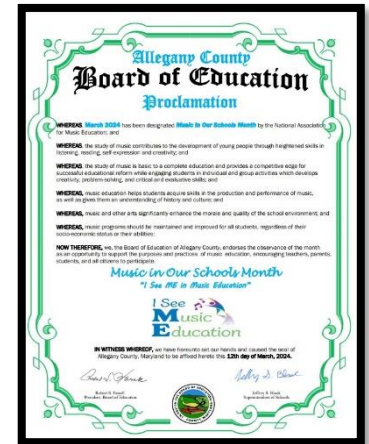 Allegany County
Board of Education
Proclamation
WHEREAS, March 2024 has been designated Music In Our Schools Month by the National Association
for Music Education; and
WHEREAS, the study of music contributes to the development of young people through heightened skills in
listening, reading, self-expression and creativity; and
WHEREAS, the study of music is basic to a complete education and provides a competitive edge for
successful educational reform while engaging students in individual and group activities which develops
creativity, problem-solving, and critical and evaluative skills; and
WHEREAS, music education helps students acquire skills in the production and performance of music,
as well as gives them an understanding of history and culture; and
WHEREAS, music and other arts significantly enhance the morale and quality of the school environment; and
WHEREAS, music programs should be maintained and improved for all students, regardless of their
socio-economic status or their abilities;
NOW THEREFORE, we, the Board of Education of Allegany County, endorses the observance of the month
as an opportunity to support the purposes and practices of music education, encouraging teachers, parents,
students, and all citizens to participate.
Music in Our Schools Month
"I See ME in Music Education"
I See
Music
Education
IN WITNESS WHEREOF, we have hereunto set our hands and caused the seal of
Allegany County, Maryland to be affixed hereto this 12th day of March, 2024.
Robert S. Farrell
President, Board of Education
Jeffrey S. Blank
Superintendent of Schools